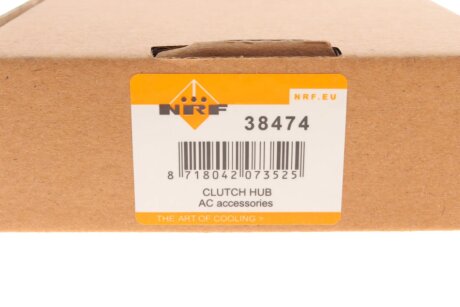 NRF.EU
NRF
38474
8 718042 073525
CLUTCH HUB
AC accessories
THE ART OF COOLING >